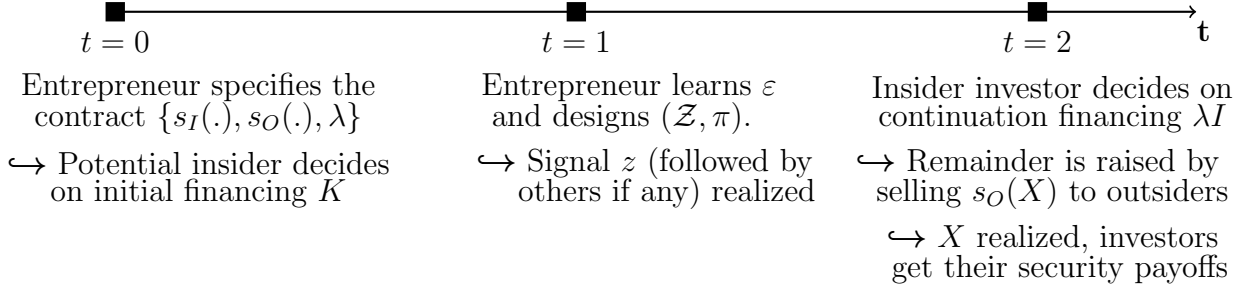 t
t = 0
t = 1
t = 2
Entrepreneur specifies the
contract {s_I(.), s_O(.), λ}
↪ Potential insider decides
on initial financing K
Entrepreneur learns ε
and designs (𝒵, π).
↪ Signal z (followed by
others if any) realized
Insider investor decides on
continuation financing λI
↪ Remainder is raised by
selling s_O(X) to outsiders
↪ X realized, investors
get their security payoffs